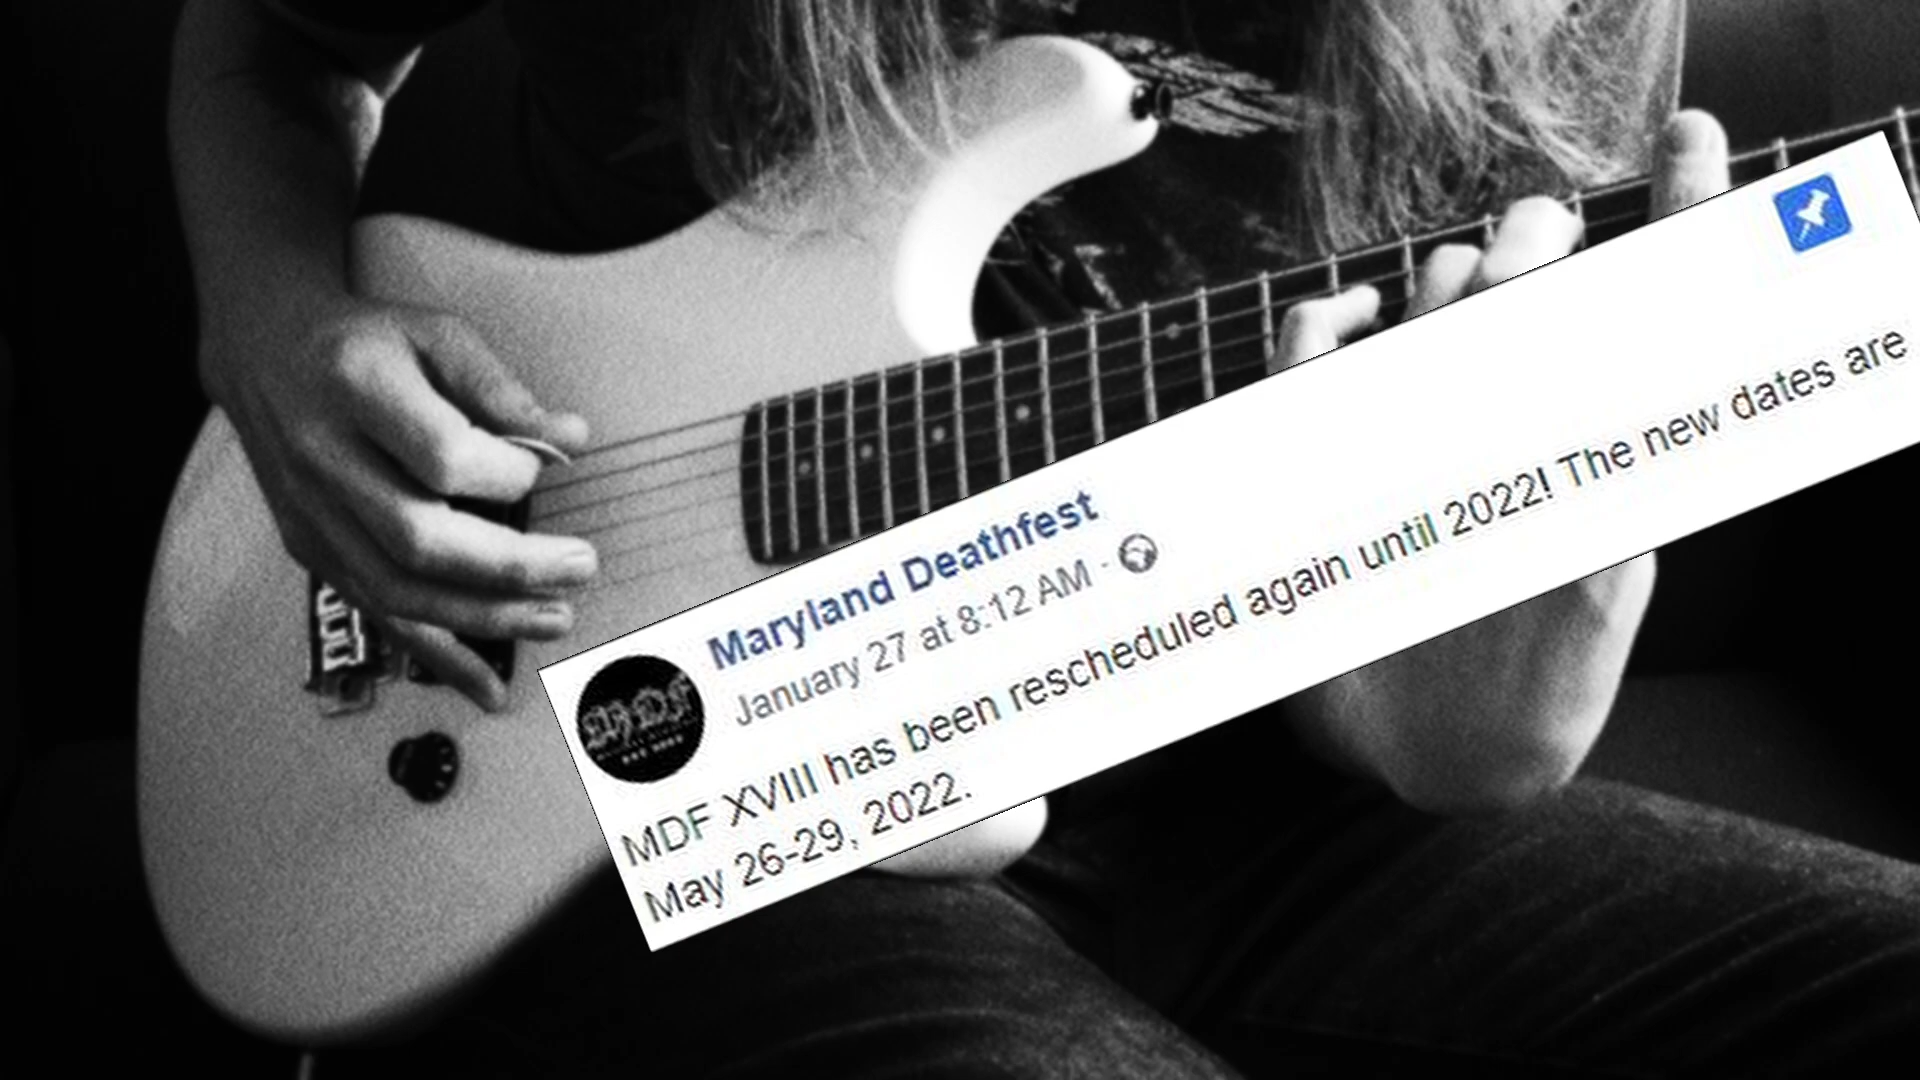 Maryland Deathfest
January 27 at 8:12 AM ·
MDF XVIII has been rescheduled again until 2022! The new dates are
May 26-29, 2022.